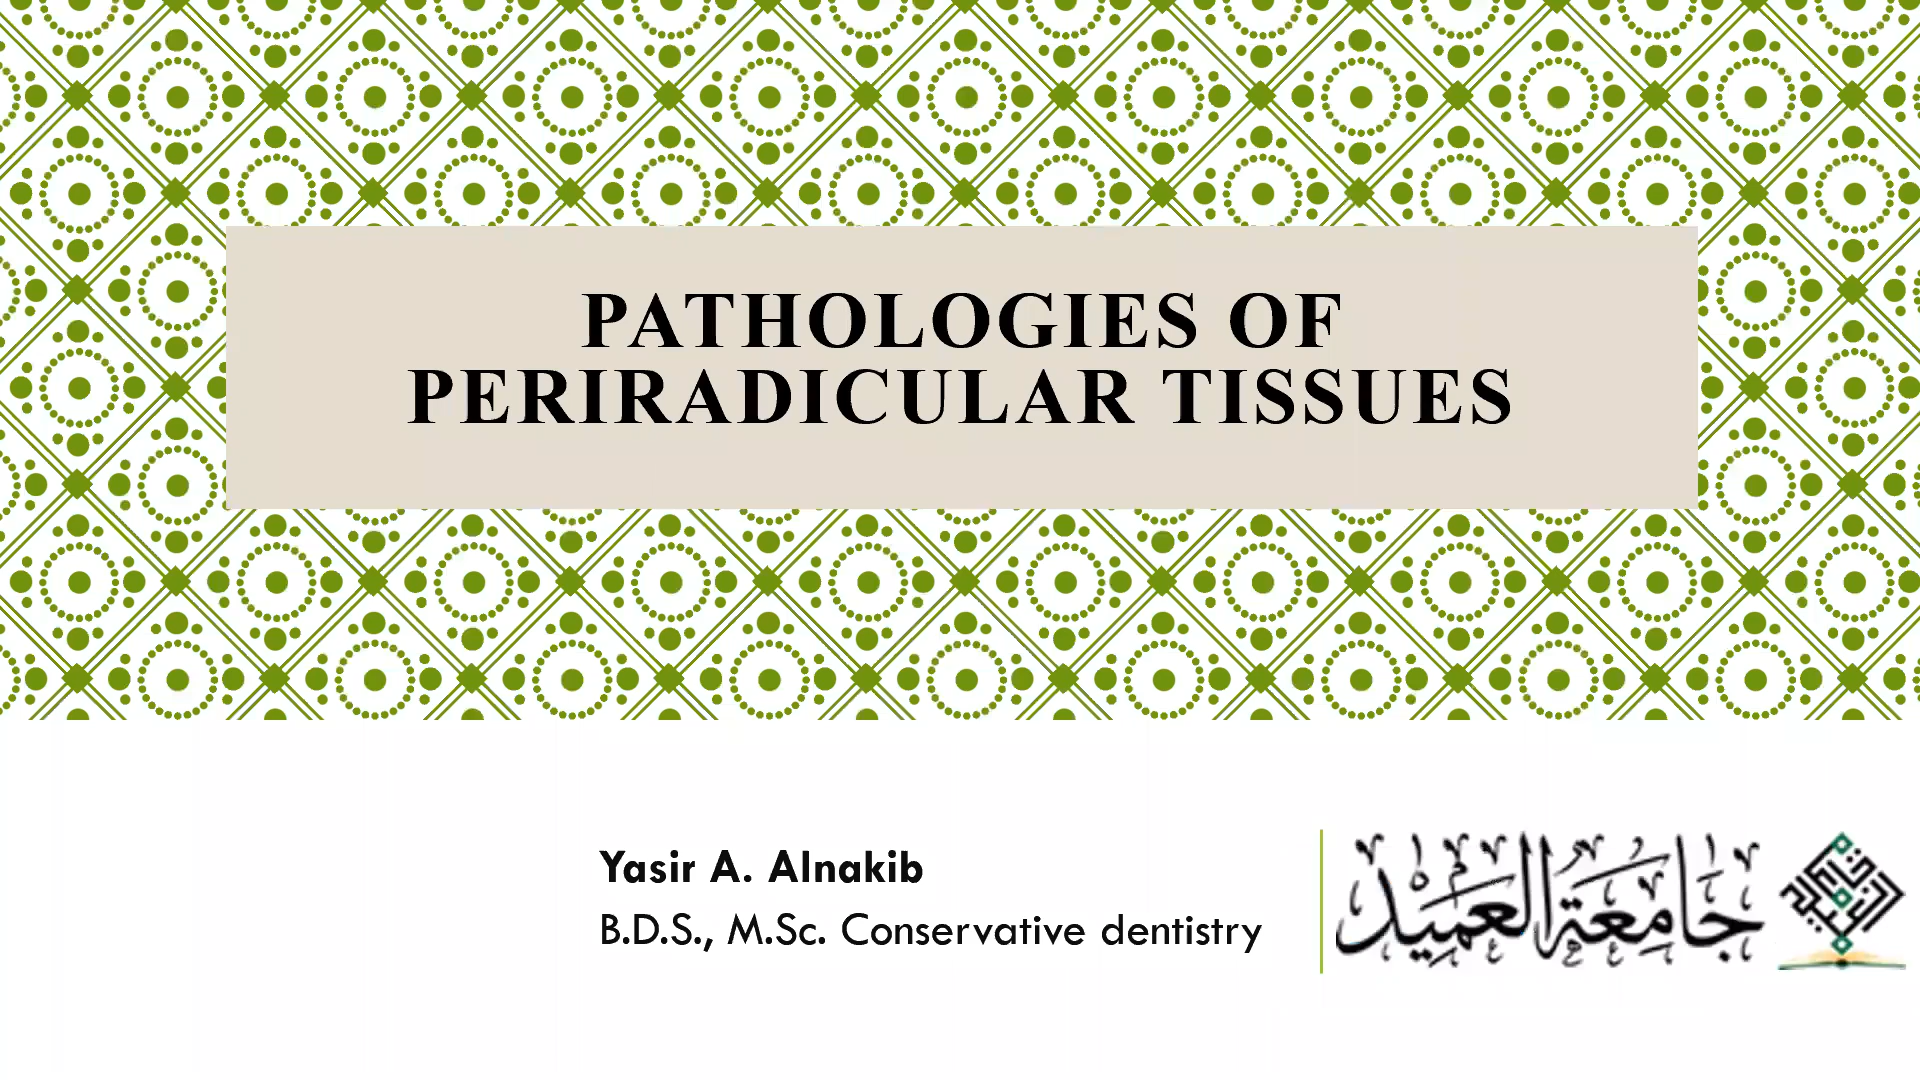 PATHOLOGIES OF
PERIRADICULAR TISSUES
Yasir A. Alnakib
B.D.S., M.Sc. Conservative dentistry
جامعة العميد